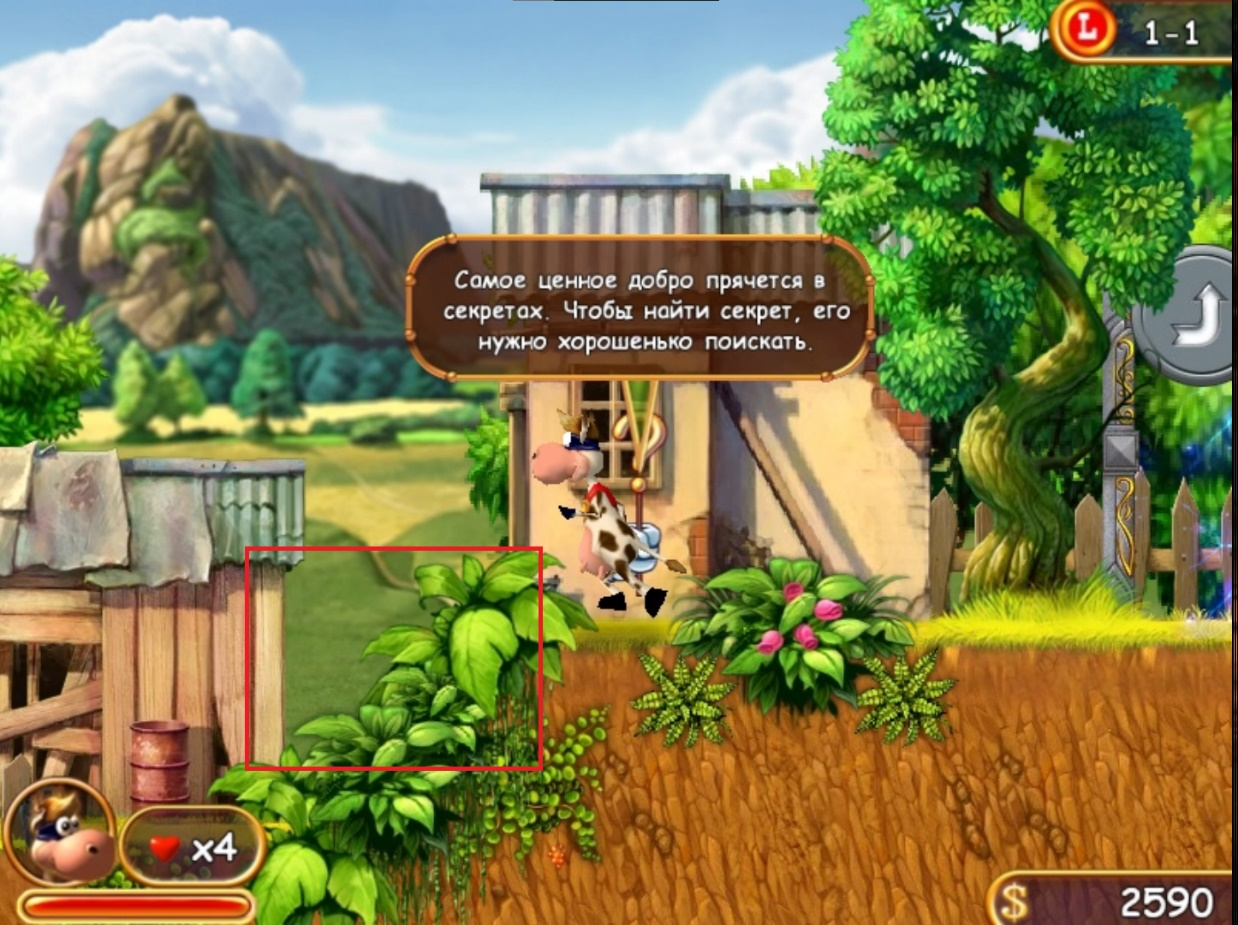 L 1-1
Самое ценное добро прячется в
секретах. Чтобы найти секрет, его
нужно хорошенько поискать.
x4
$ 2590